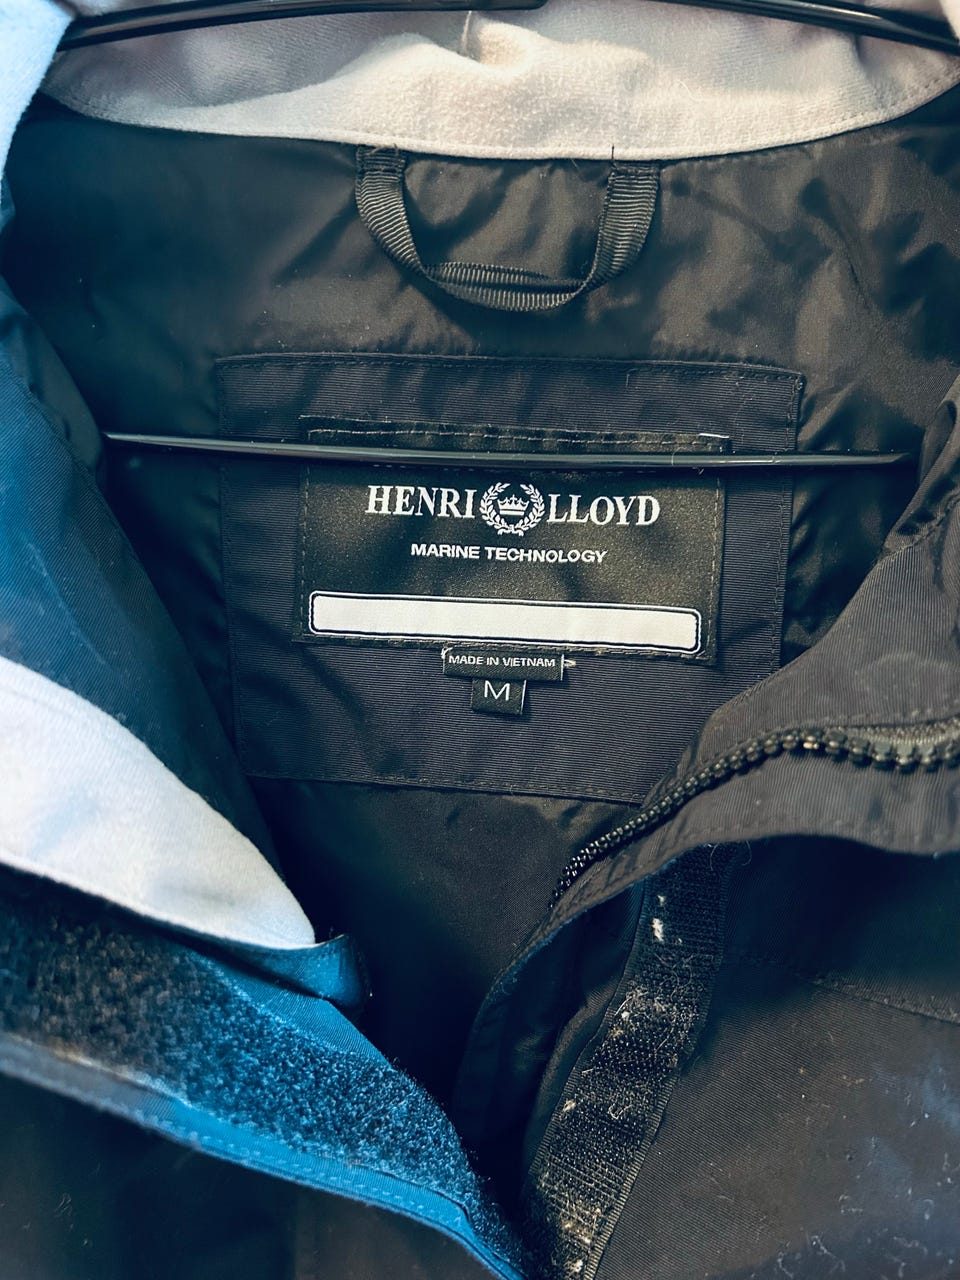 HENRI LLOYD
MARINE TECHNOLOGY
MADE IN VIETNAM
M